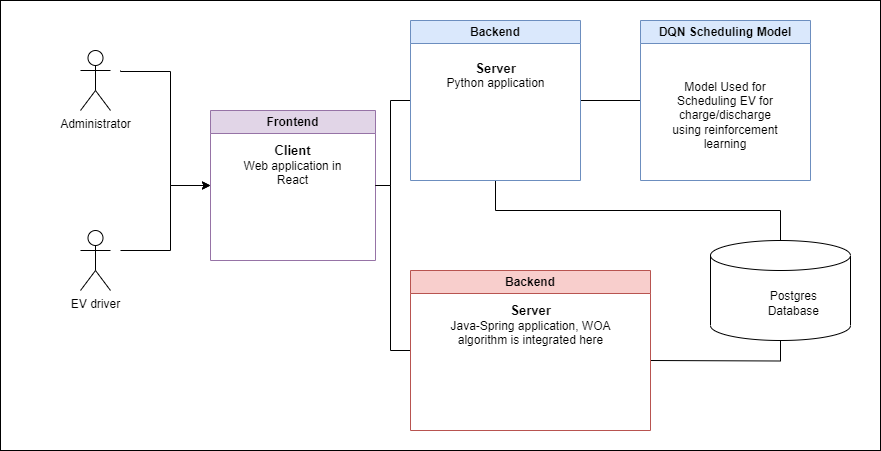 Administrator
EV driver
Frontend
Client
Web application in
React
Backend
Server
Python application
DQN Scheduling Model
Model Used for
Scheduling EV for
charge/discharge
using reinforcement
learning
Backend
Server
Java-Spring application, WOA
algorithm is integrated here
Postgres
Database